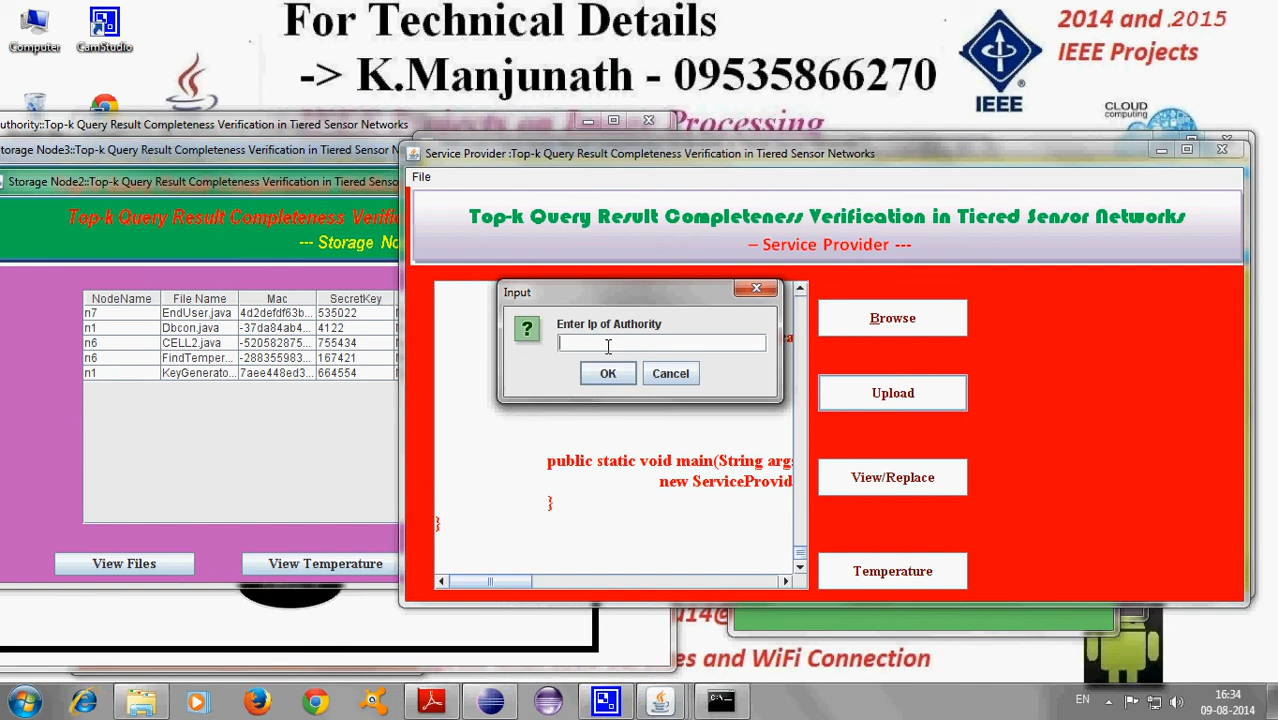 For Technical Details
-> K.Manjunath - 09535866270
2014 and .2015
IEEE Projects
IEEE
CLOUD
computing
Processing
Computer
CamStudio
uthority::Top-k Query Result Completeness Verification in Tiered Sensor Networks
torage Node3::Top-k Query Result Completeness Verification in Tiered Sensor N
Storage Node2::Top-k Query Result Completeness Verification in Tiered Senso
Top-k Query Result Completeness Verific
--- Storage No
NodeName File Name Mac SecretKey
n7 EndUser.java 4d2defdf63b... 535022
n1 Dbcon.java -37da84ab4... 4122
n6 CELL2.java -520582875... 755434
n6 FindTemper... -288355983... 167421
n1 KeyGenerato... 7aee448ed3... 664554
View Files
View Temperature
Service Provider :Top-k Query Result Completeness Verification in Tiered Sensor Networks
File
Top-k Query Result Completeness Verification in Tiered Sensor Networks
-- Service Provider ---
Input
Enter Ip of Authority
OK
Cancel
public static void main(String arg
new ServiceProvid
}
}
Browse
Upload
View/Replace
Temperature
u14@
es and WiFi Connection
EN
16:34
09-08-2014